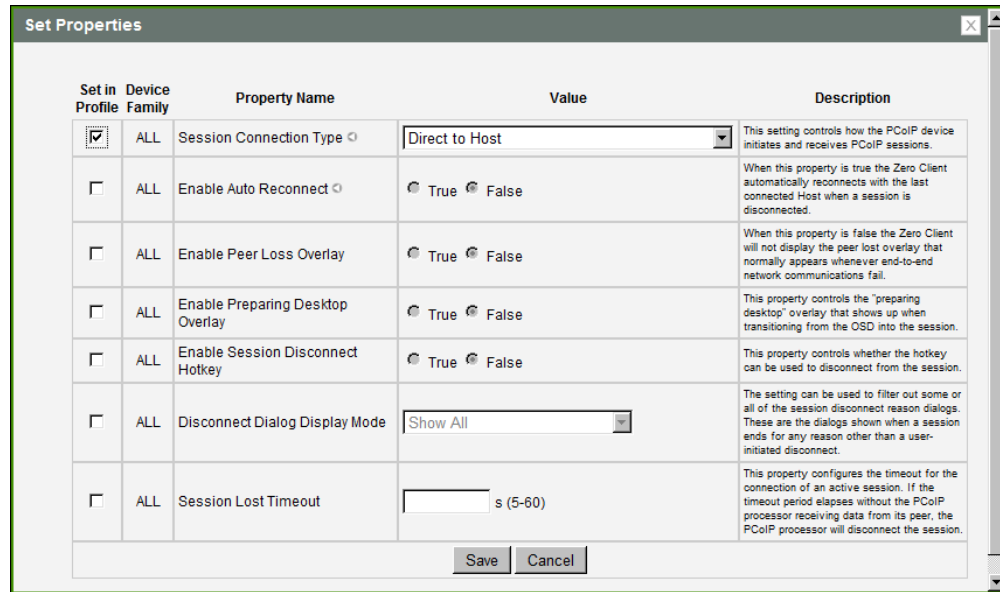 Set Properties
X
Set in Profile
Device Family
Property Name
Value
Description
ALL
Session Connection Type
Direct to Host
This setting controls how the PCoIP device
initiates and receives PCoIP sessions.
ALL
Enable Auto Reconnect
True
False
When this property is true the Zero Client
automatically reconnects with the last
connected Host when a session is
disconnected.
ALL
Enable Peer Loss Overlay
True
False
When this property is false the Zero Client
will not display the peer lost overlay that
normally appears whenever end-to-end
network communications fail.
ALL
Enable Preparing Desktop
Overlay
True
False
This property controls the "preparing
desktop" overlay that shows up when
transitioning from the OSD into the session.
ALL
Enable Session Disconnect
Hotkey
True
False
This property controls whether the hotkey
can be used to disconnect from the session.
ALL
Disconnect Dialog Display Mode
Show All
The setting can be used to filter out some or
all of the session disconnect reason dialogs.
These are the dialogs shown when a session
ends for any reason other than a user-
initiated disconnect.
ALL
Session Lost Timeout
s (5-60)
This property configures the timeout for the
connection of an active session. If the
timeout period elapses without the PCoIP
processor receiving data from its peer, the
PCoIP processor will disconnect the session.
Save
Cancel